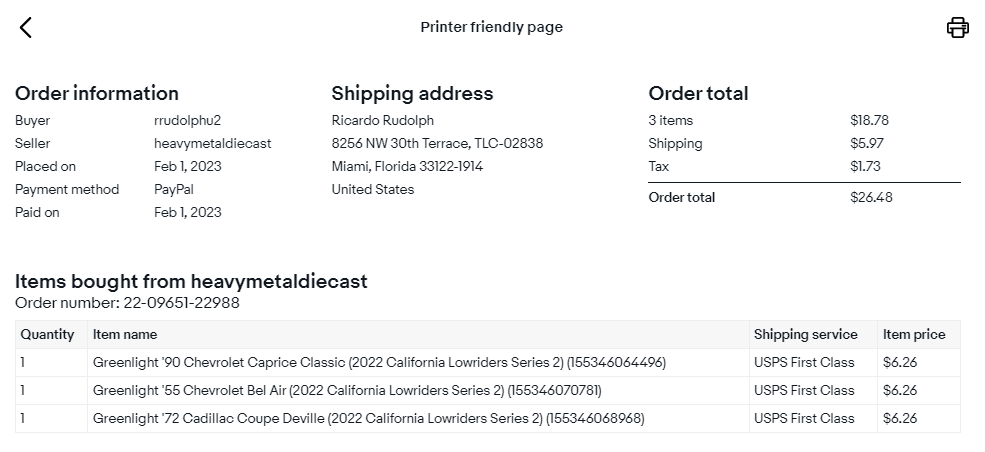 Printer friendly page
Order information
Buyer rrudolphu2
Seller heavymetaldiecast
Placed on Feb 1, 2023
Payment method PayPal
Paid on Feb 1, 2023
Shipping address
Ricardo Rudolph
8256 NW 30th Terrace, TLC-02838
Miami, Florida 33122-1914
United States
Order total
3 items $18.78
Shipping $5.97
Tax $1.73
Order total $26.48
Items bought from heavymetaldiecast
Order number: 22-09651-22988
Quantity Item name Shipping service Item price
1 Greenlight '90 Chevrolet Caprice Classic (2022 California Lowriders Series 2) (155346064496) USPS First Class $6.26
1 Greenlight '55 Chevrolet Bel Air (2022 California Lowriders Series 2) (155346070781) USPS First Class $6.26
1 Greenlight '72 Cadillac Coupe Deville (2022 California Lowriders Series 2) (155346068968) USPS First Class $6.26